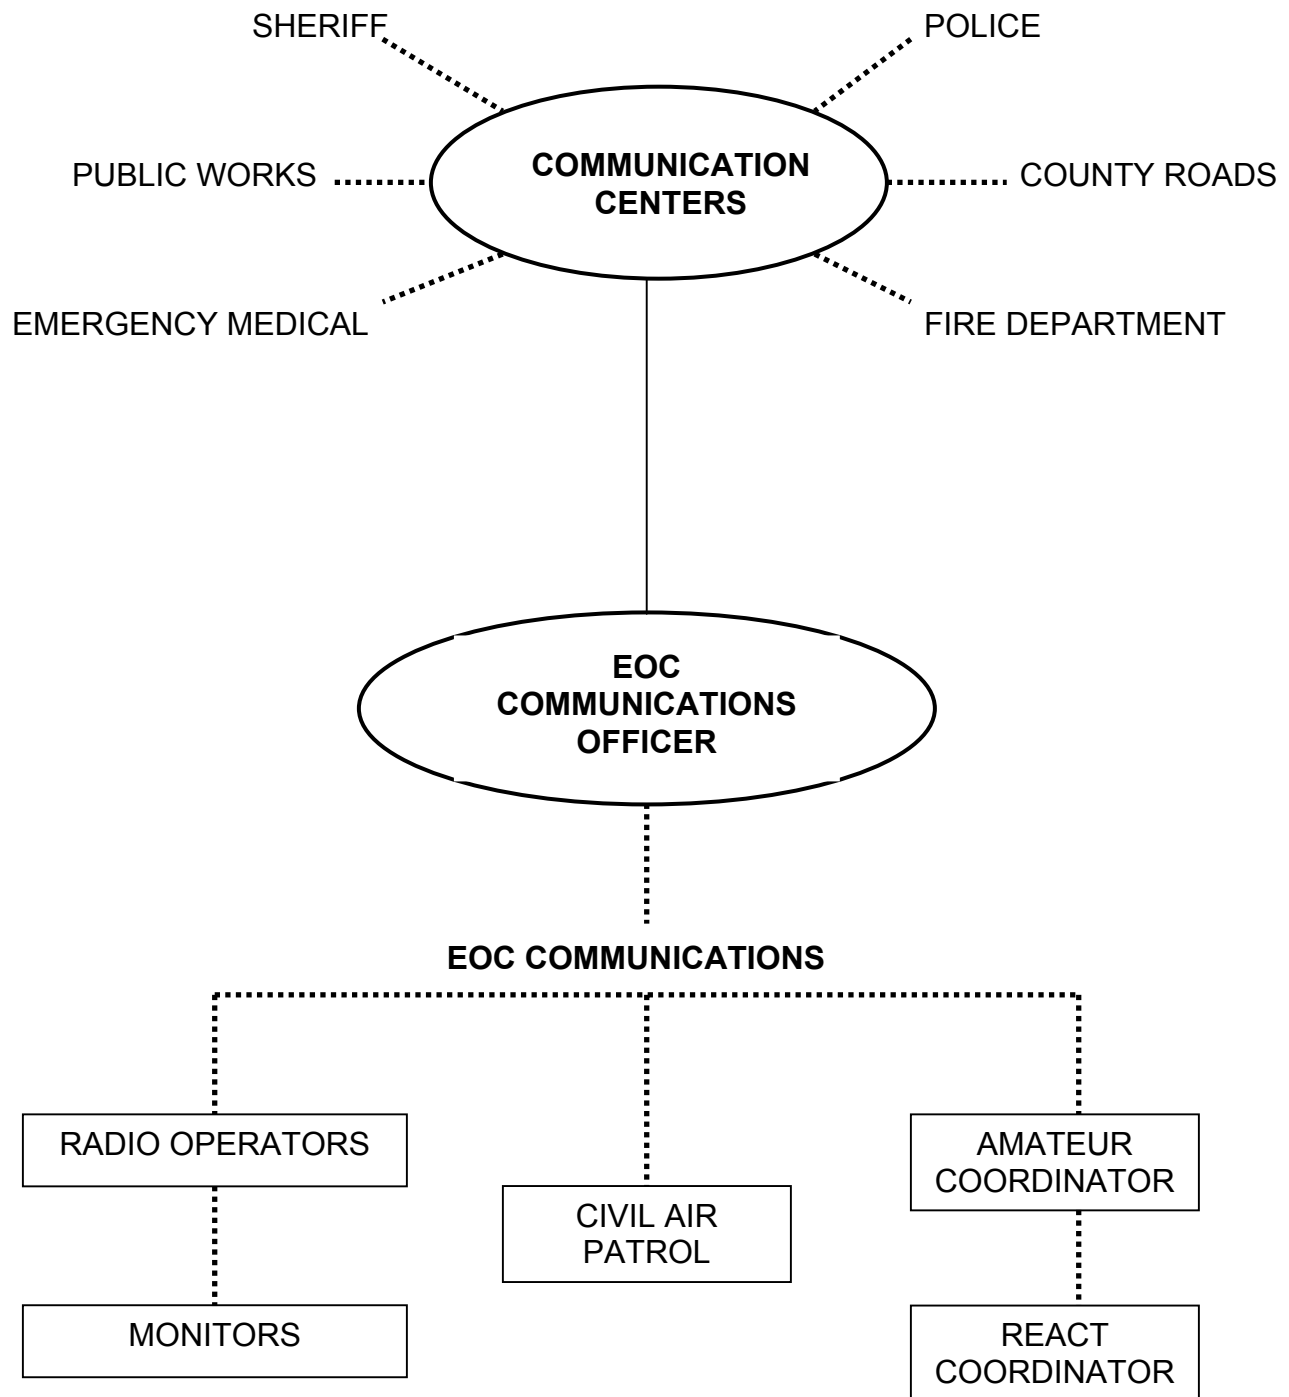 SHERIFF
POLICE
PUBLIC WORKS
COMMUNICATION
CENTERS
COUNTY ROADS
EMERGENCY MEDICAL
FIRE DEPARTMENT
EOC
COMMUNICATIONS
OFFICER
EOC COMMUNICATIONS
RADIO OPERATORS
AMATEUR
COORDINATOR
CIVIL AIR
PATROL
MONITORS
REACT
COORDINATOR